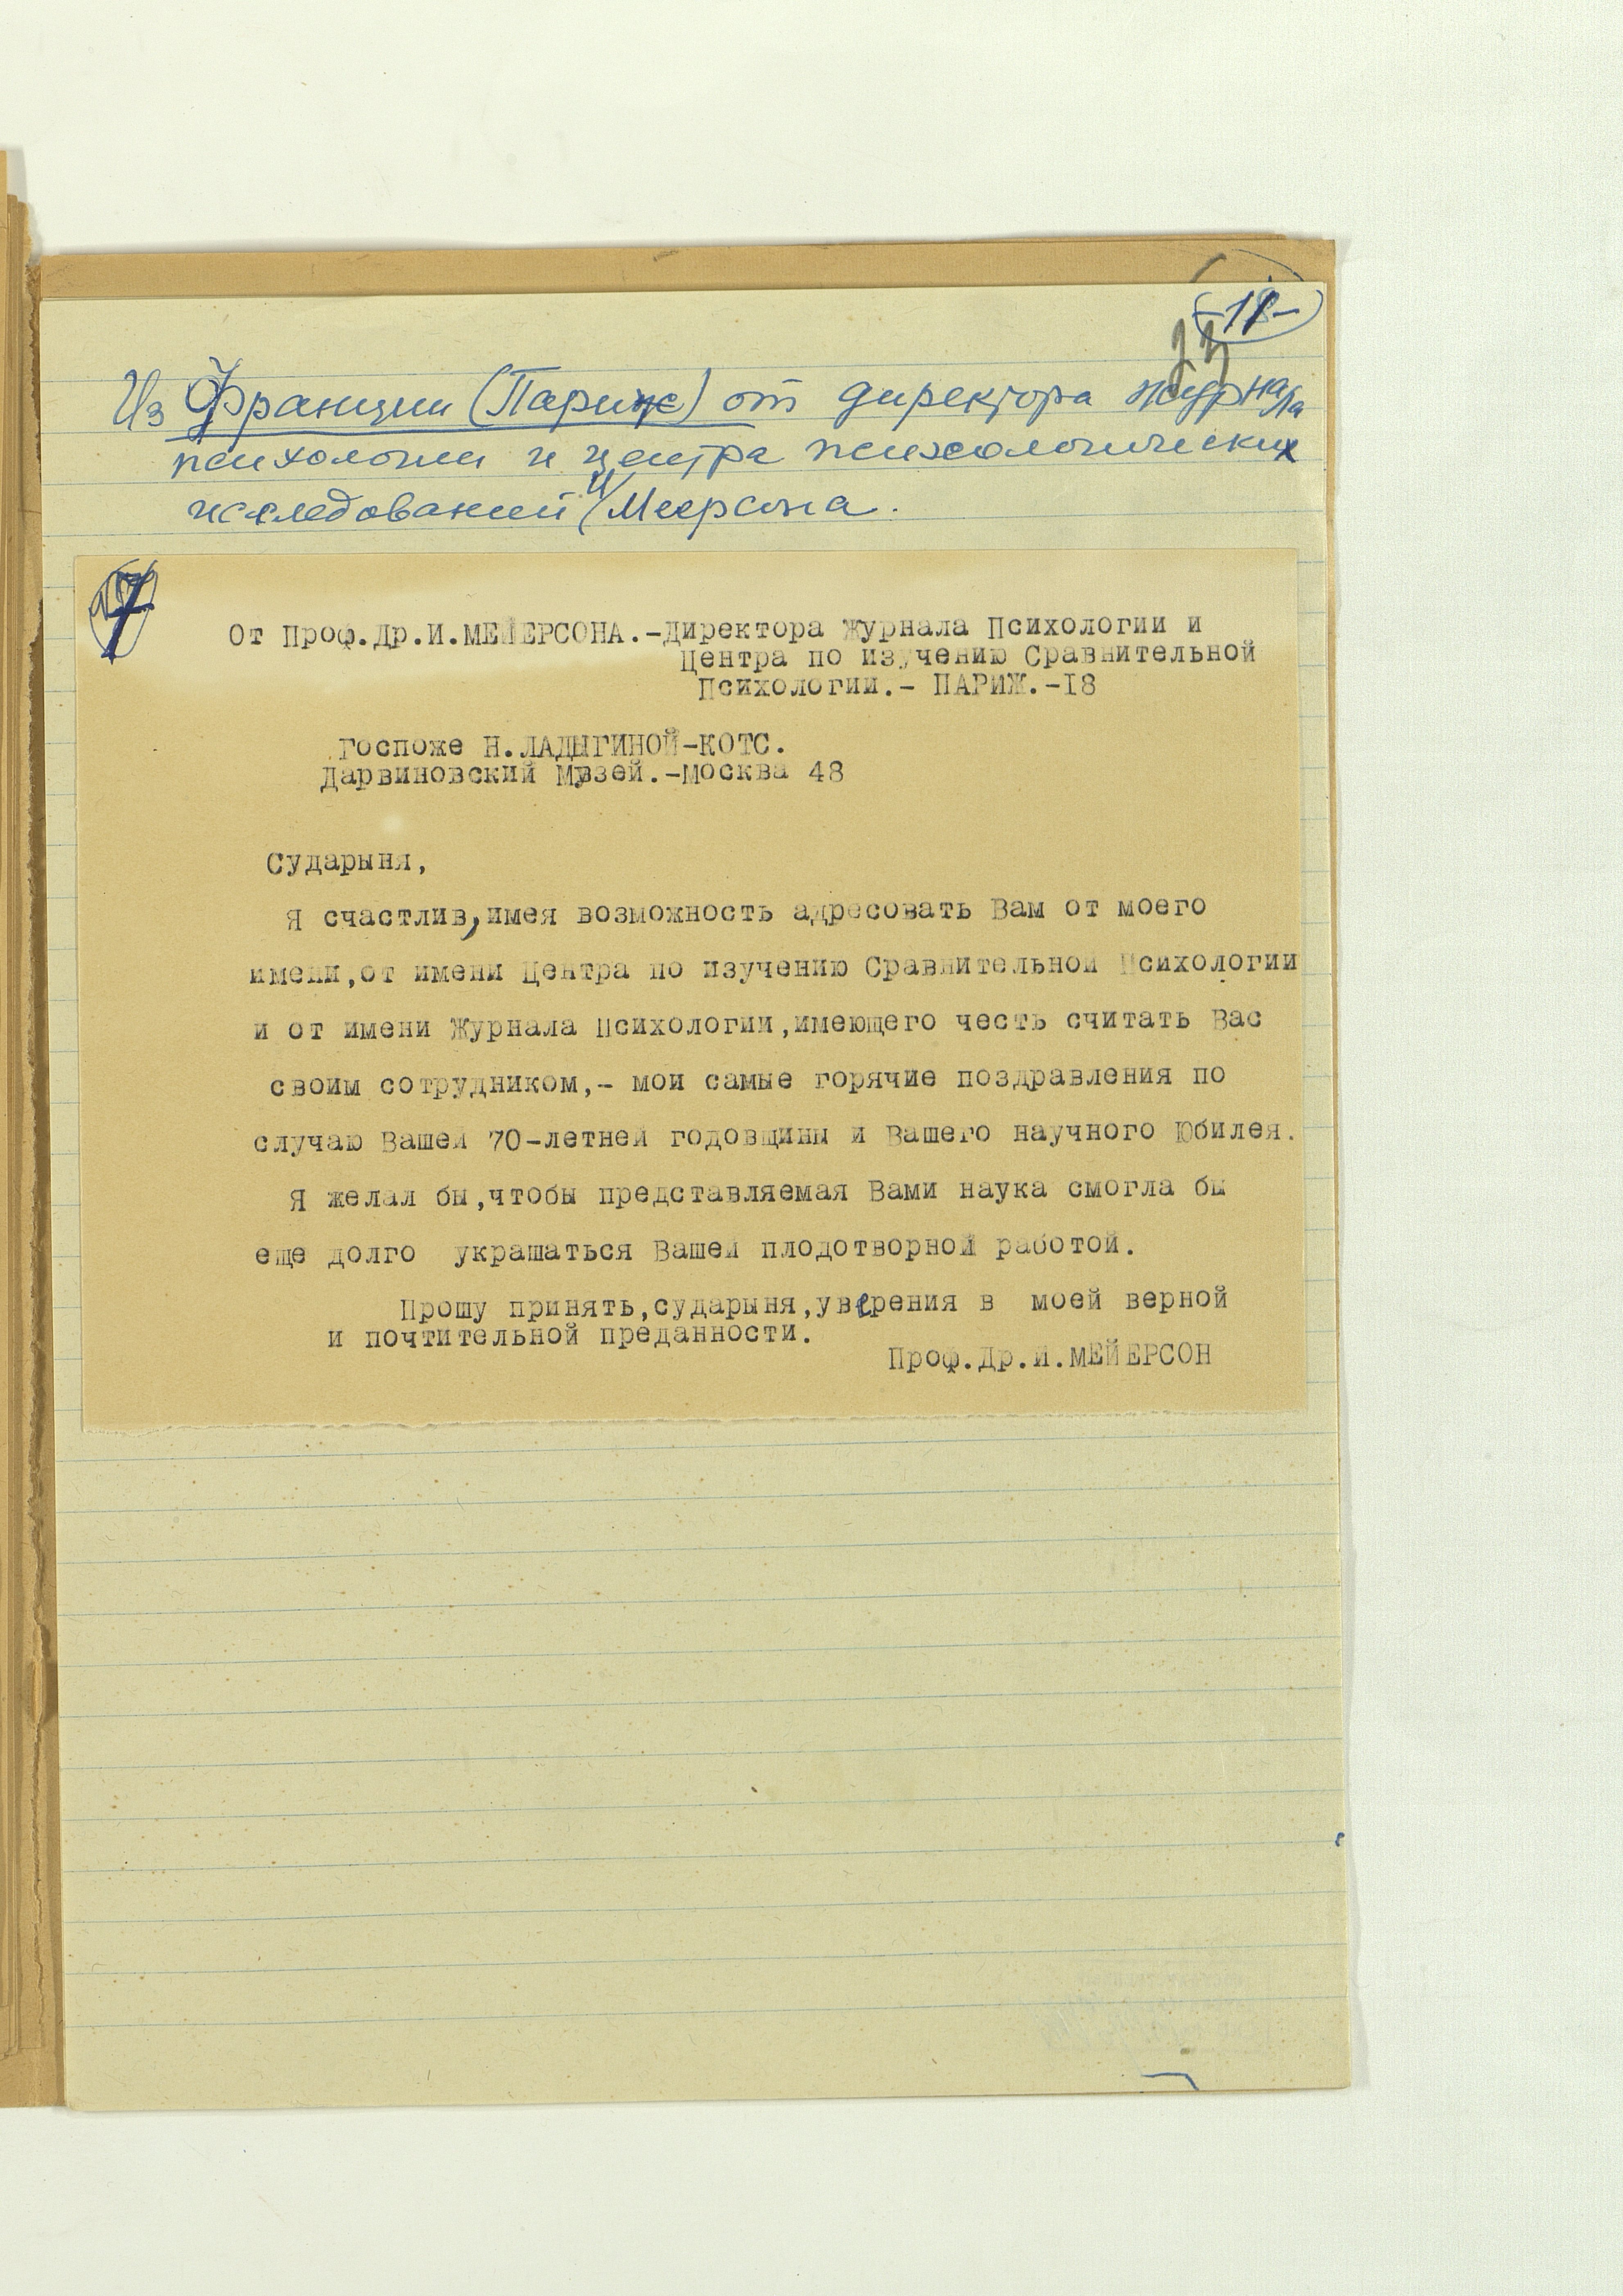 -18-
23
Из Франции (Париж) от директора журнала
психологии и центра психологических
исследований И Меерсона.
7
От Проф.Др.И.МЕЙЕРСОНА.-Директора Журнала Психологии и
Центра по изучению Сравнительной
Психологии.- ПАРИЖ.-I8
Госпоже Н.ЛАДЫГИНОЙ-КОТС.
Дарвиновский Музей.-Москва 48
Сударыня,
Я счастлив,имея возможность адресовать Вам от моего
имени,от имени Центра по изучению Сравнительной Психологии
и от имени Журнала Психологии,имеющего честь считать Вас
своим сотрудником,- мои самые горячие поздравления по
случаю Вашей 70-летней годовщины и Вашего научного Юбилея.
Я желал бы,чтобы представляемая Вами наука смогла бы
еще долго украшаться Вашей плодотворной работой.
Прошу принять,сударыня,уверения в моей верной
и почтительной преданности.
Проф.Др.И.МЕЙЕРСОН